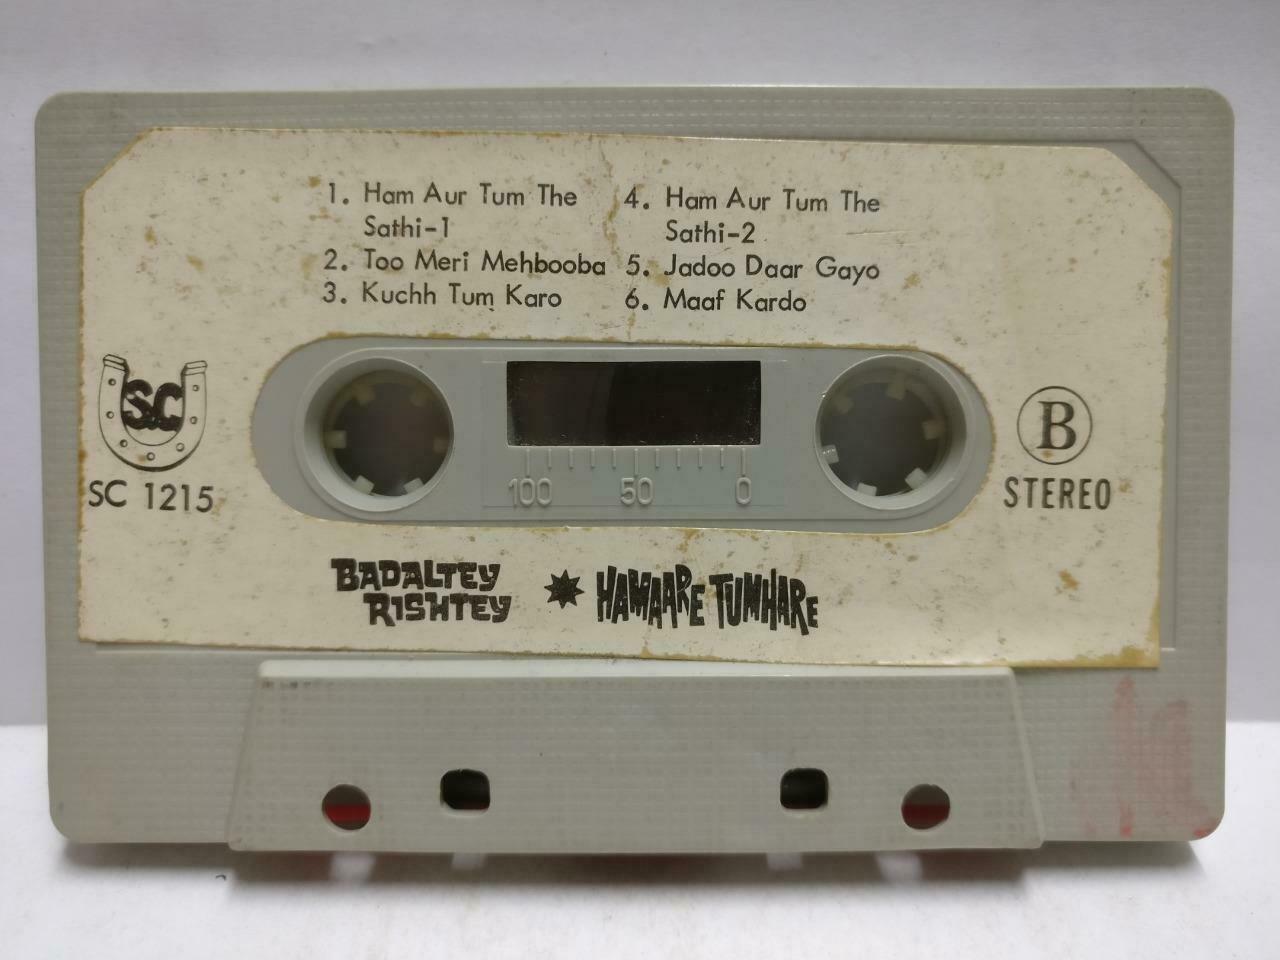 1. Ham Aur Tum The
Sathi-1
2. Too Meri Mehbooba
3. Kuchh Tum Karo
4. Ham Aur Tum The
Sathi-2
5. Jadoo Daar Gayo
6. Maaf Kardo
SC
SC 1215
100 50 0
B
STEREO
BADALTEY
RISHTEY
HAMAARE TUMHARE